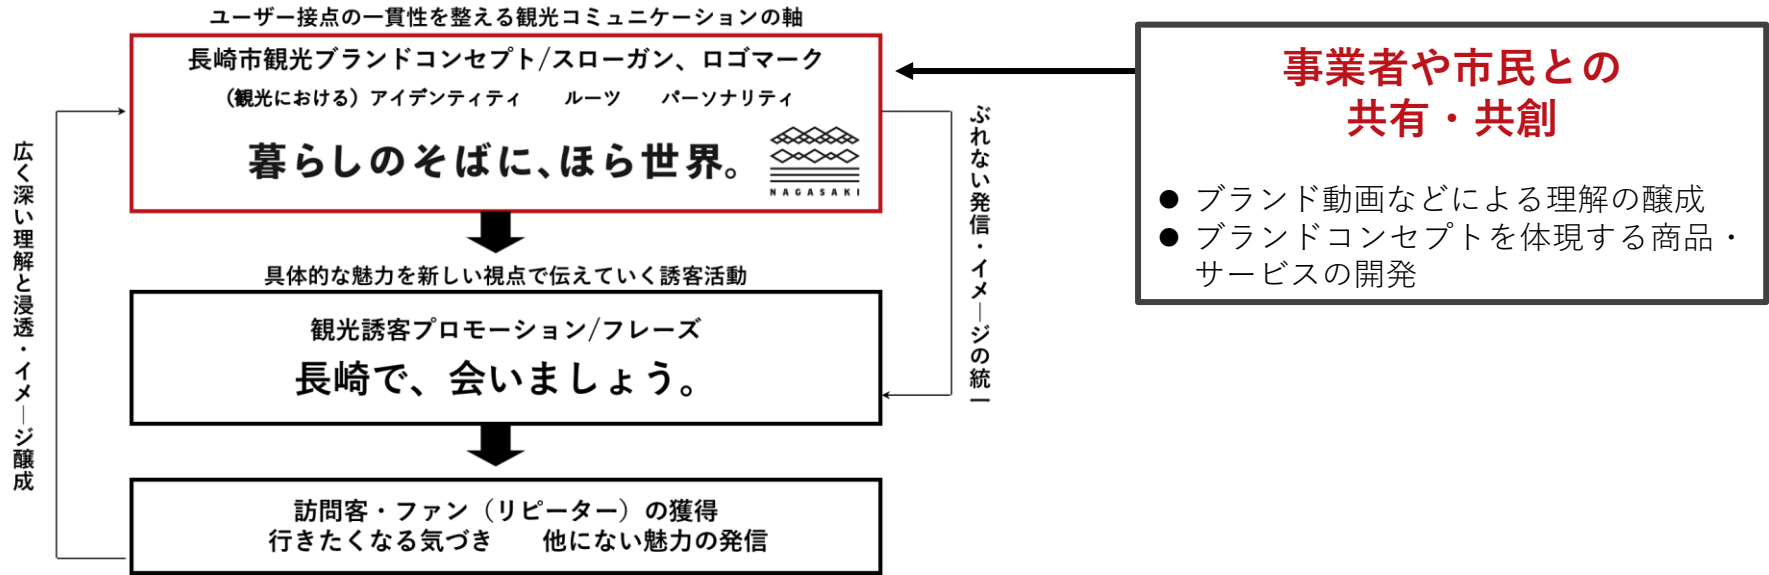 ユーザー接点の一貫性を整える観光コミュニケーションの軸
長崎市観光ブランドコンセプト/スローガン、ロゴマーク
（観光における）アイデンティティ　ルーツ　パーソナリティ
暮らしのそばに、ほら世界。
NAGASAKI
具体的な魅力を新しい視点で伝えていく誘客活動
観光誘客プロモーション/フレーズ
長崎で、会いましょう。
訪問客・ファン（リピーター）の獲得
行きたくなる気づき　他にない魅力の発信
広く深い理解と浸透・イメージ醸成
ぶれない発信・イメージの統一
事業者や市民との
共有・共創
● ブランド動画などによる理解の醸成
● ブランドコンセプトを体現する商品・
サービスの開発